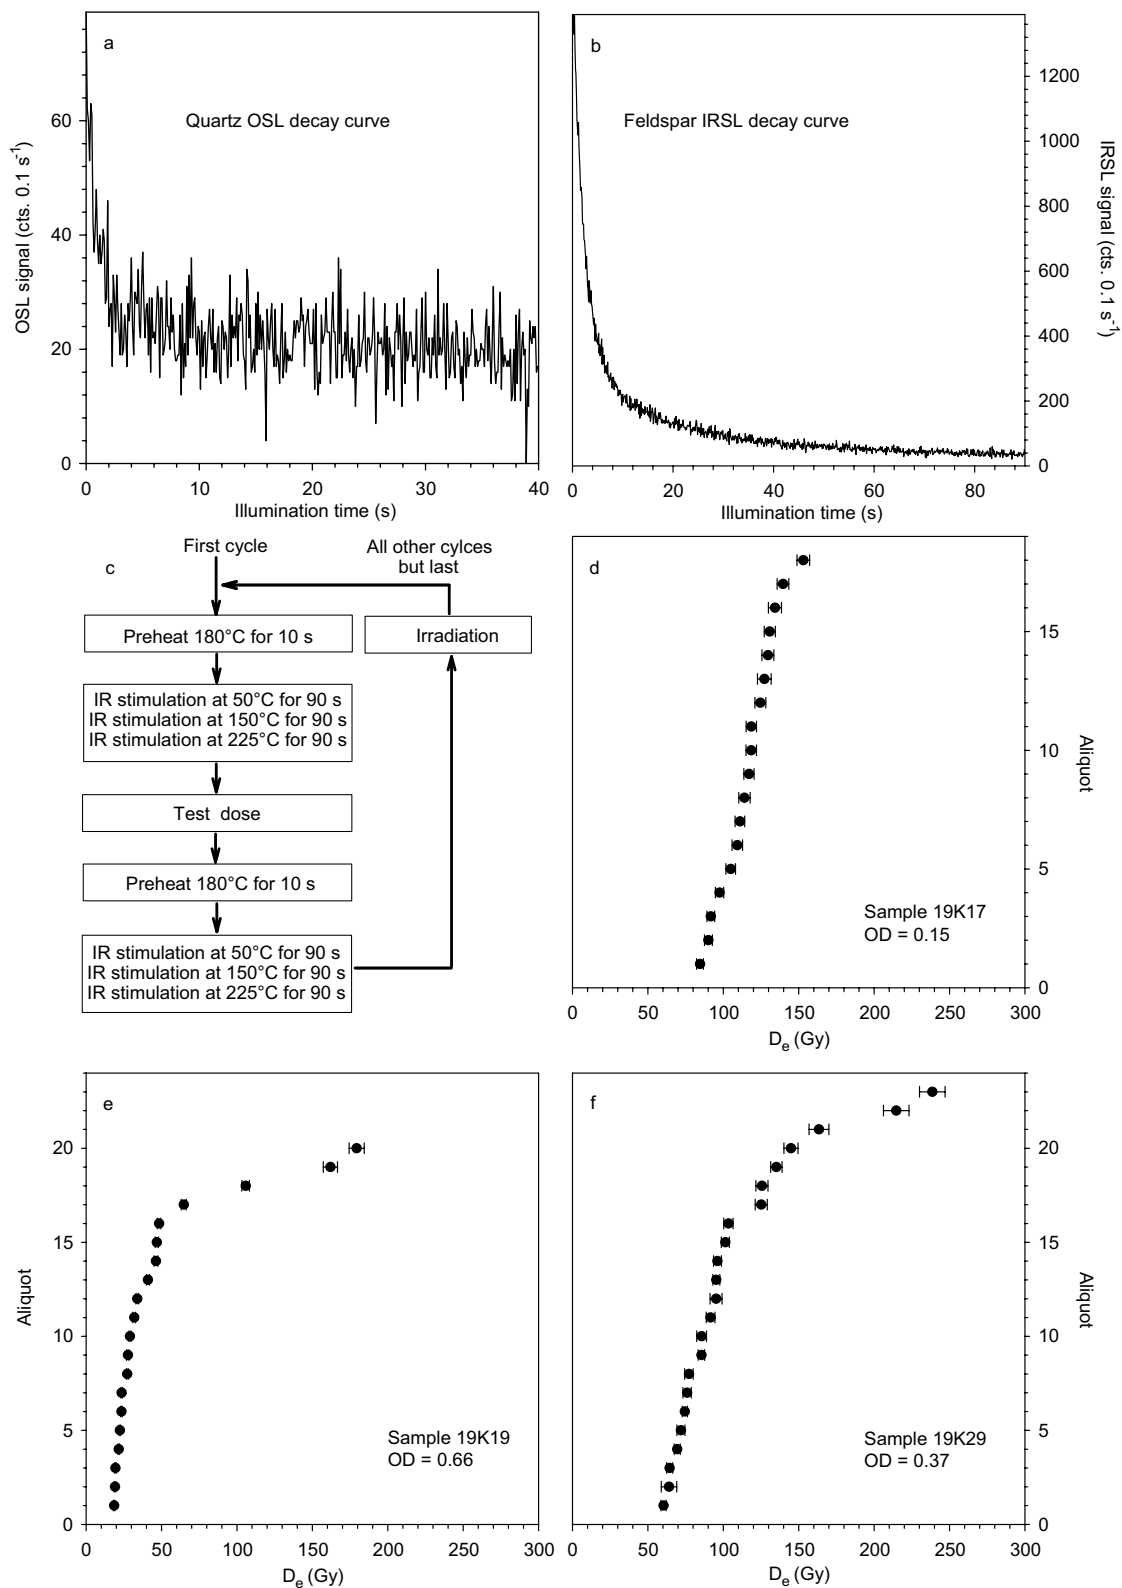 a
Quartz OSL decay curve
OSL signal (cts. 0.1 s-1)
60
40
20
0
0 10 20 30 40
Illumination time (s)
b
Feldspar IRSL decay curve
IRSL signal (cts. 0.1 s-1)
1200
1000
800
600
400
200
0
0 20 40 60 80
Illumination time (s)
c
First cycle
All other cylces
but last
Preheat 180°C for 10 s
Irradiation
IR stimulation at 50°C for 90 s
IR stimulation at 150°C for 90 s
IR stimulation at 225°C for 90 s
Test dose
Preheat 180°C for 10 s
IR stimulation at 50°C for 90 s
IR stimulation at 150°C for 90 s
IR stimulation at 225°C for 90 s
d
15
10
5
0
Aliquot
Sample 19K17
OD = 0.15
0 50 100 150 200 250 300
De (Gy)
e
20
15
10
5
0
Aliquot
Sample 19K19
OD = 0.66
0 50 100 150 200 250 300
De (Gy)
f
20
15
10
5
0
Aliquot
Sample 19K29
OD = 0.37
0 50 100 150 200 250 300
De (Gy)